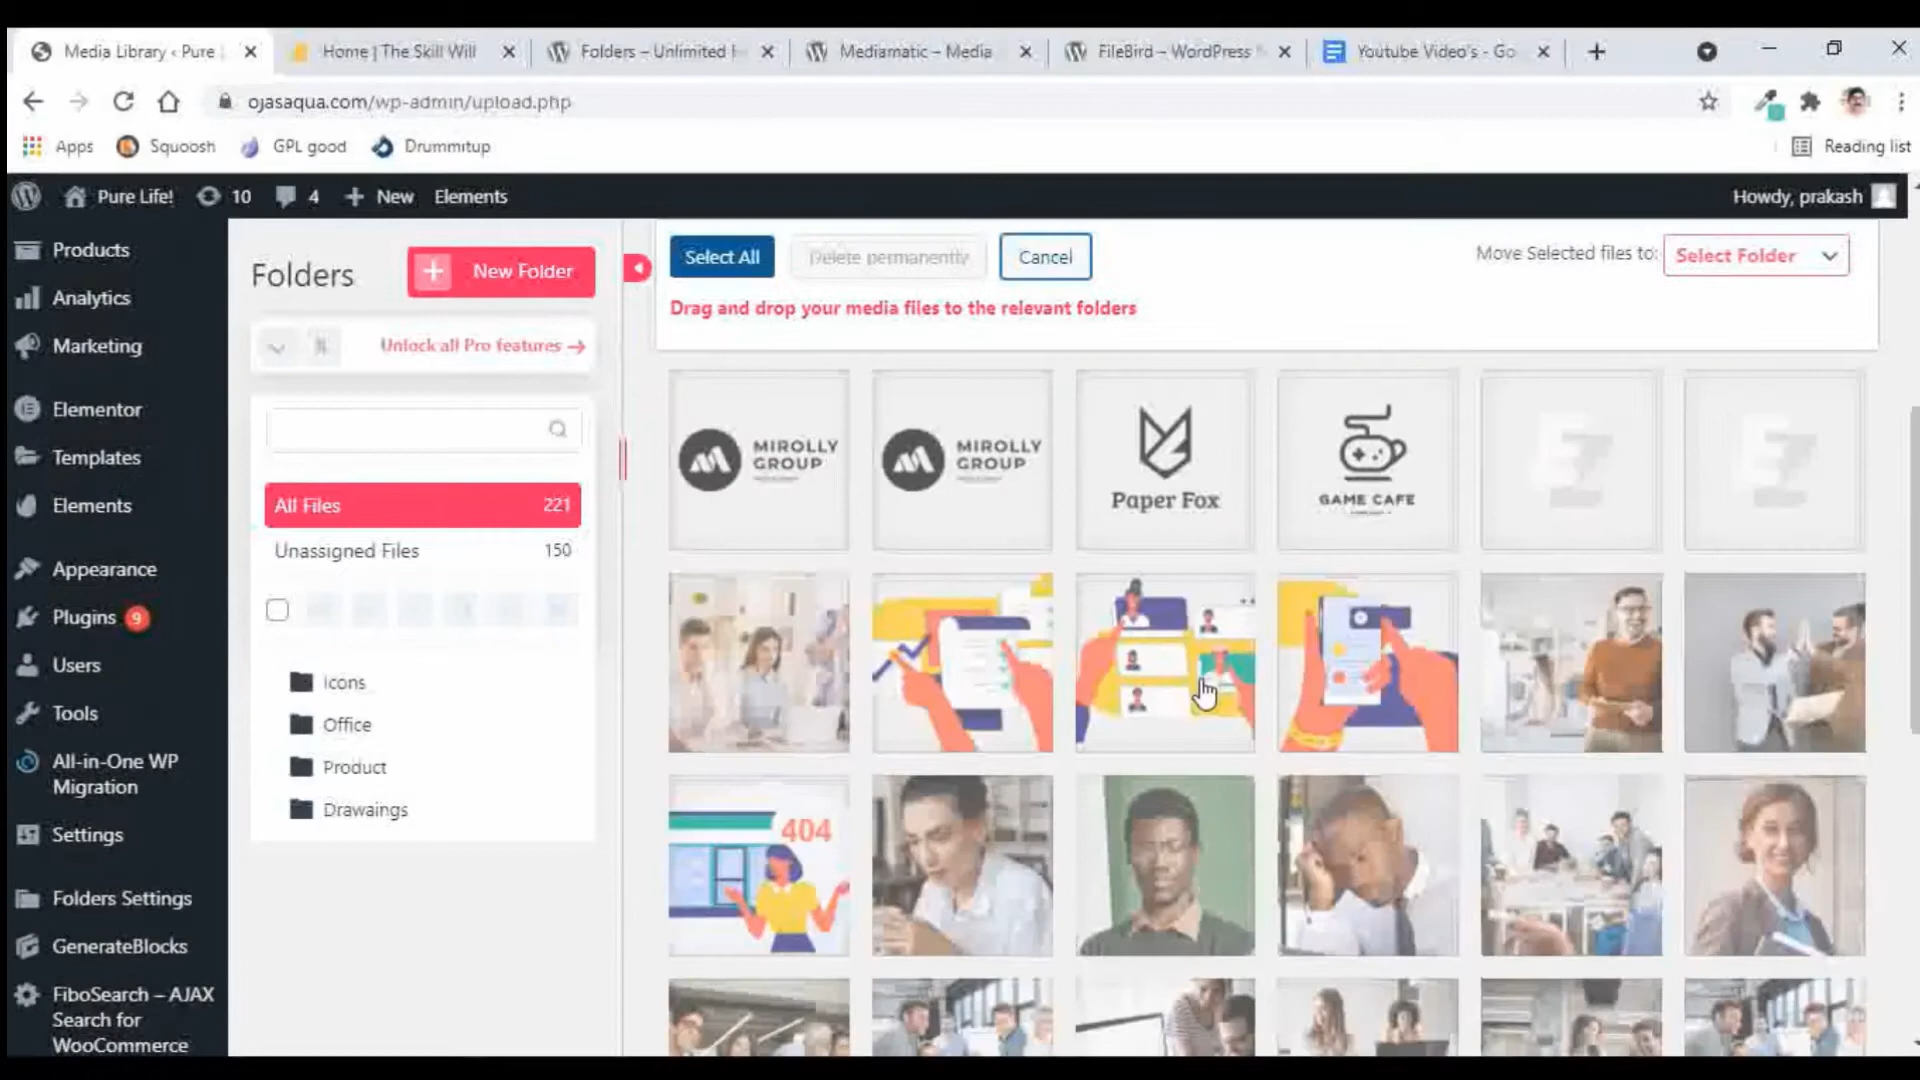 Media Library ‹ Pure
Home | The Skill Will
Folders – Unlimited
Mediamatic – Media
FileBird – WordPress
Youtube Video's - Go
ojasaqua.com/wp-admin/upload.php
Apps
Squoosh
GPL good
Drummitup
Reading list
Pure Life!
10
4
New
Elements
Howdy, prakash
Products
Analytics
Marketing
Elementor
Templates
Elements
Appearance
Plugins 9
Users
Tools
All-in-One WP
Migration
Settings
Folders Settings
GenerateBlocks
FiboSearch – AJAX
Search for
WooCommerce
Folders
New Folder
Unlock all Pro features →
All Files 221
Unassigned Files 150
Icons
Office
Product
Drawaings
Select All
Delete permanently
Cancel
Move Selected files to:
Select Folder
Drag and drop your media files to the relevant folders
MIROLLY
GROUP
MIROLLY
GROUP
Paper Fox
GAME CAFE
404